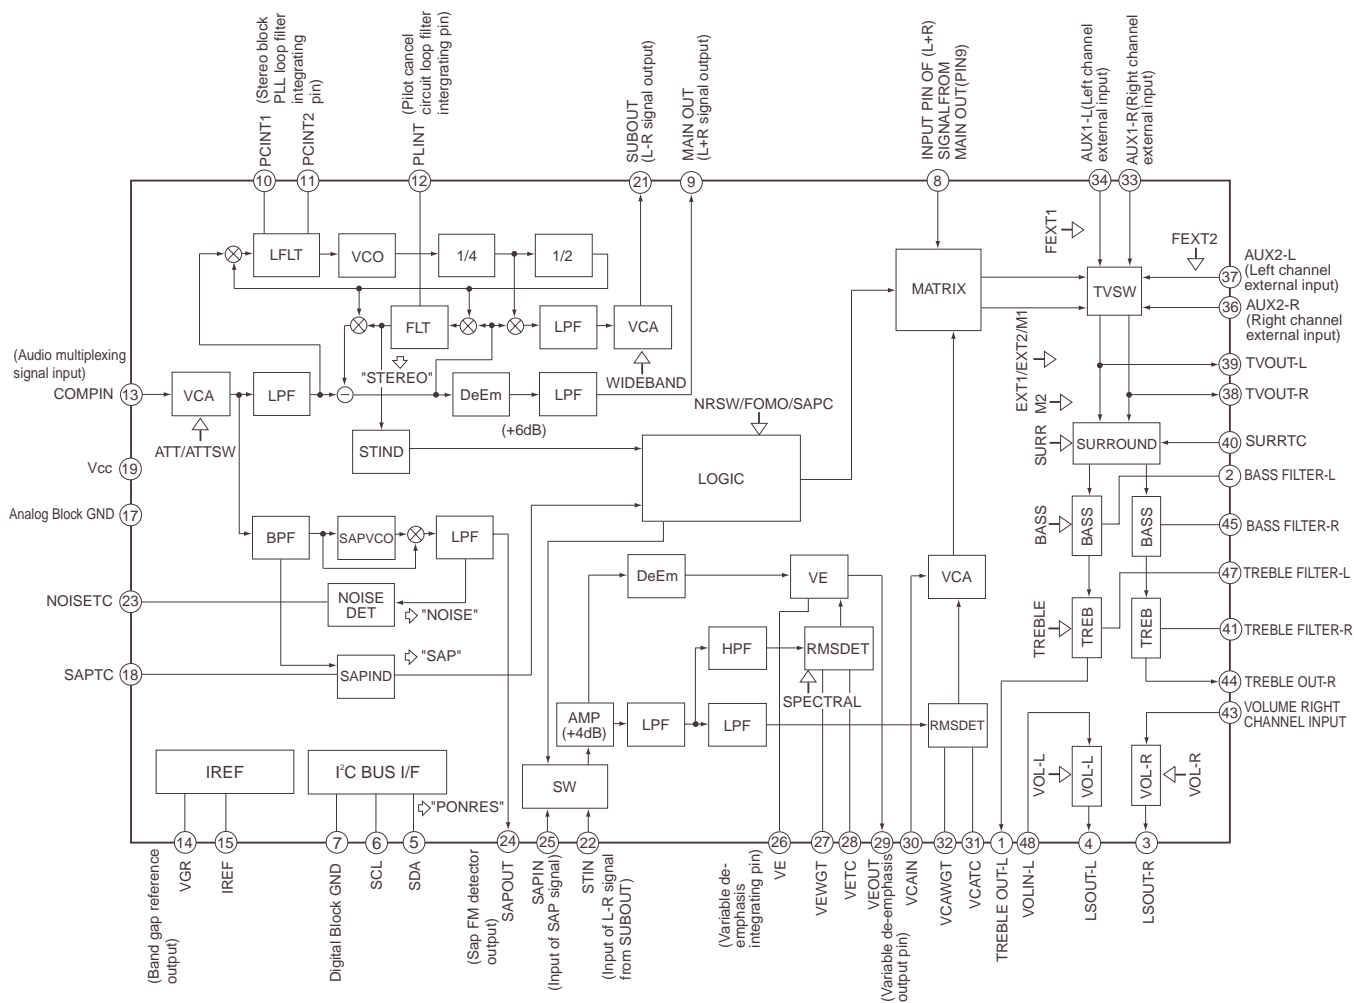 (Stereo block
PLL loop filter
integrating
pin)
PCINT1
PCINT2
(Pilot cancel
circuit loop filter
intergrating pin)
PLINT
SUBOUT
(L-R signal output)
MAIN OUT
(L+R signal output)
INPUT PIN OF (L+R)
SIGNALFROM
MAIN OUT(PIN9)
AUX1-L(Left channel
external input)
AUX1-R(Right channel
external input)
10
11
12
21
9
8
34
33
LFLT
VCO
1/4
1/2
MATRIX
TVSW
FEXT1
FEXT2
37
AUX2-L
(Left channel
external input)
36
AUX2-R
(Right channel
external input)
FLT
LPF
VCA
"STEREO"
WIDEBAND
EXT1/EXT2/M1
M2
39
TVOUT-L
38
TVOUT-R
(Audio multiplexing
signal input)
COMPIN
13
VCA
LPF
−
DeEm
LPF
(+6dB)
ATT/ATTSW
STIND
NRSW/FOMO/SAPC
LOGIC
SURR
SURROUND
40
SURRTC
Vcc
19
2
BASS FILTER-L
Analog Block GND
17
BASS
BASS
BASS
45
BASS FILTER-R
BPF
SAPVCO
LPF
NOISETC
23
NOISE
DET
"NOISE"
DeEm
VE
VCA
47
TREBLE FILTER-L
TREBLE
TREB
TREB
41
TREBLE FILTER-R
SAPTC
18
SAPIND
"SAP"
HPF
RMSDET
SPECTRAL
44
TREBLE OUT-R
AMP
(+4dB)
LPF
LPF
RMSDET
43
VOLUME RIGHT
CHANNEL INPUT
IREF
I²C BUS I/F
"PONRES"
SW
VOL-L
VOL-L
VOL-R
VOL-R
14
15
7
6
5
24
25
22
26
27
28
29
30
32
31
1
48
4
3
(Band gap reference
output)
VGR
IREF
Digital Block GND
SCL
SDA
(Sap FM detector
output)
SAPOUT
SAPIN
(Input of SAP signal)
STIN
(Input of L-R signal
from SUBOUT)
(Variable de-
emphasis
integrating pin)
VE
VEWGT
VETC
VEOUT
(Variable de-emphasis
output pin)
VCAIN
VCAWGT
VCATC
TREBLE OUT-L
VOLIN-L
LSOUT-L
LSOUT-R